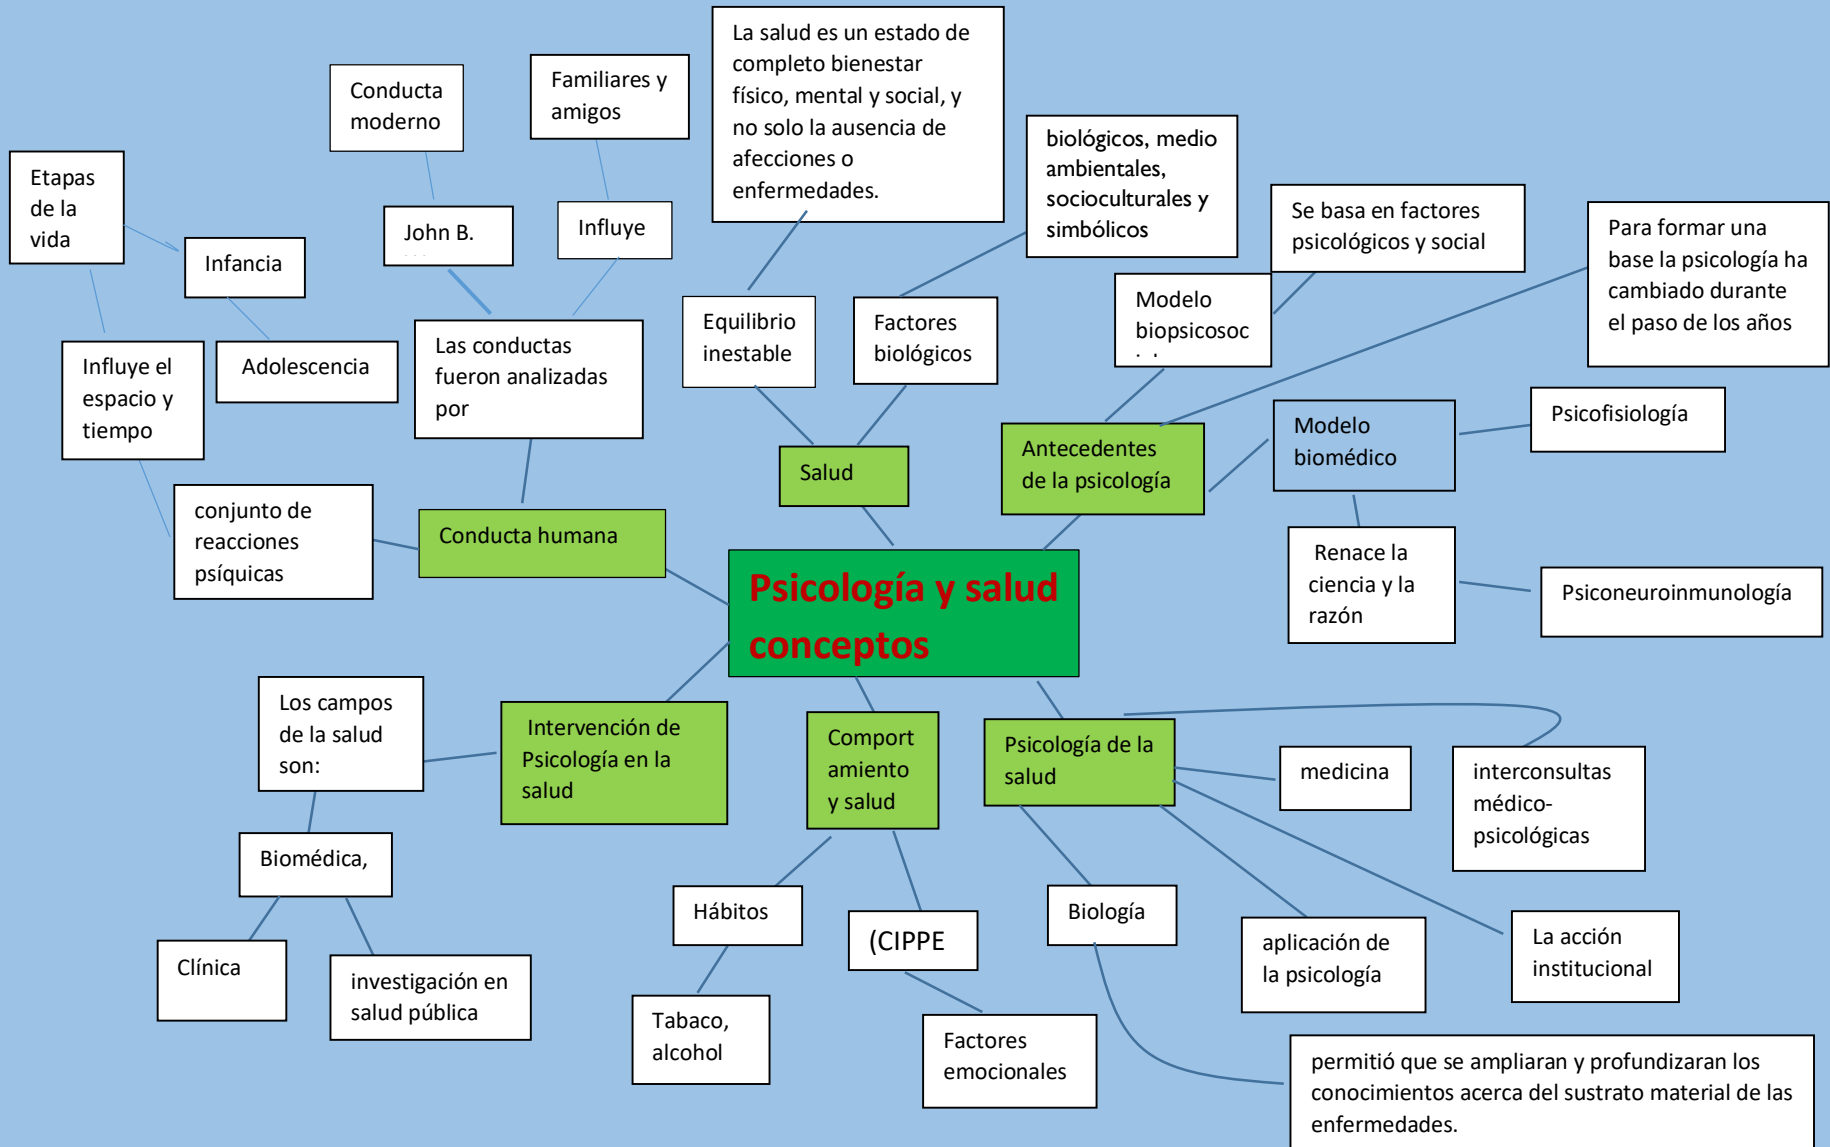 La salud es un estado de
completo bienestar
físico, mental y social, y
no solo la ausencia de
afecciones o
enfermedades.
Familiares y
amigos
Conducta
moderno
biológicos, medio
ambientales,
socioculturales y
simbólicos
Etapas
de la
vida
Infancia
John B.
Influye
Se basa en factores
psicológicos y social
Para formar una
base la psicología ha
cambiado durante
el paso de los años
Modelo
biopsicosoc
Equilibrio
inestable
Factores
biológicos
Influye el
espacio y
tiempo
Adolescencia
Las conductas
fueron analizadas
por
Psicofisiología
Modelo
biomédico
Antecedentes
de la psicología
Salud
conjunto de
reacciones
psíquicas
Conducta humana
Renace la
ciencia y la
razón
Psiconeuroinmunología
Psicología y salud
conceptos
Los campos
de la salud
son:
Intervención de
Psicología en la
salud
Comport
amiento
y salud
Psicología de la
salud
medicina
interconsultas
médico-
psicológicas
Biomédica,
Hábitos
(CIPPE
Biología
aplicación de
la psicología
La acción
institucional
Clínica
investigación en
salud pública
Tabaco,
alcohol
Factores
emocionales
permitió que se ampliaran y profundizaran los
conocimientos acerca del sustrato material de las
enfermedades.